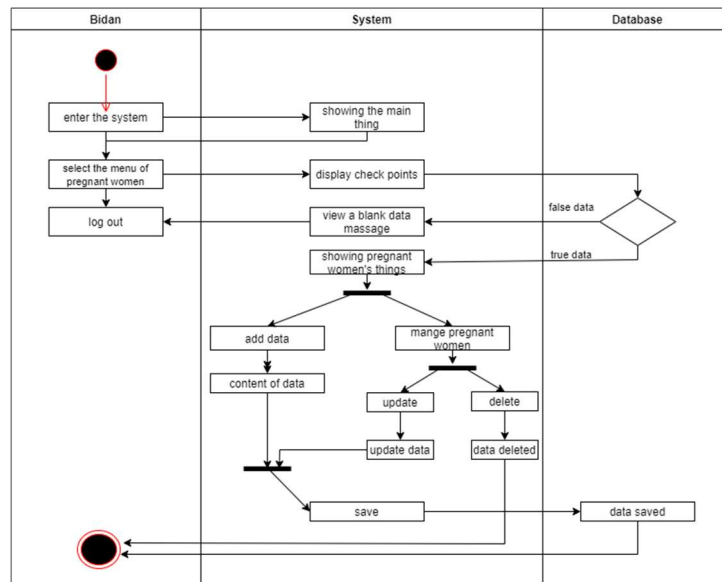 Bidan
System
Database
enter the system
showing the main
thing
select the menu of
pregnant women
display check points
false data
log out
view a blank data
massage
true data
showing pregnant
women's things
add data
mange pregnant
women
content of data
update
delete
update data
data deleted
save
data saved